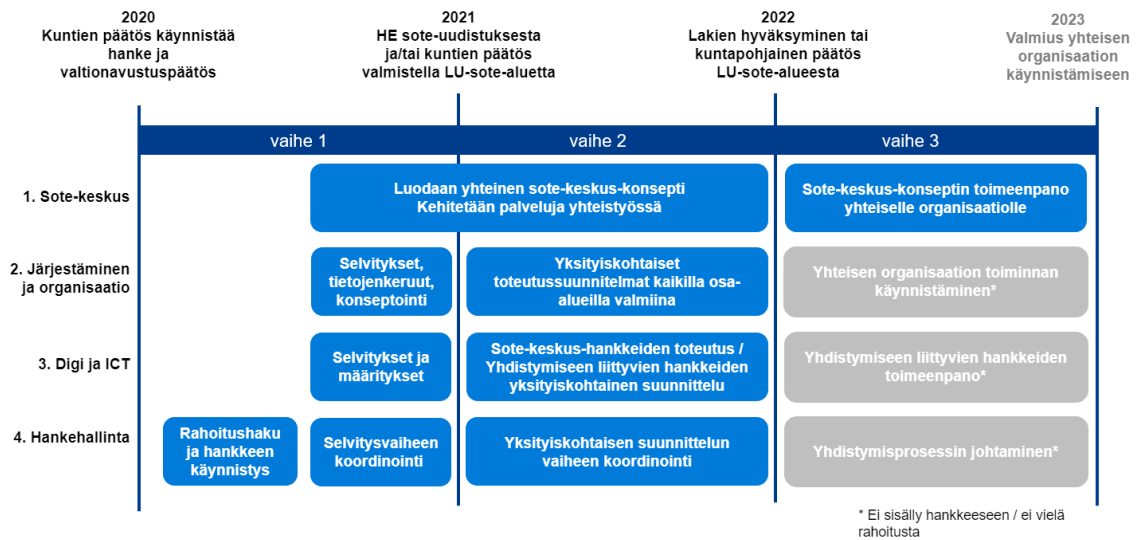 2020
Kuntien päätös käynnistää
hanke ja
valtionavustuspäätös
2021
HE sote-uudistuksesta
ja/tai kuntien päätös
valmistella LU-sote-aluetta
2022
Lakien hyväksyminen tai
kuntapohjainen päätös
LU-sote-alueesta
2023
Valmius yhteisen
organisaation
käynnistämiseen
vaihe 1
vaihe 2
vaihe 3
1. Sote-keskus
Luodaan yhteinen sote-keskus-konsepti
Kehitetään palveluja yhteistyössä
Sote-keskus-konseptin toimeenpano
yhteiselle organisaatiolle
2. Järjestäminen
ja organisaatio
Selvitykset,
tietojenkeruut,
konseptointi
Yksityiskohtaiset
toteutussuunnitelmat kaikilla osa-
alueilla valmiina
Yhteisen organisaation toiminnan
käynnistäminen*
3. Digi ja ICT
Selvitykset ja
määritykset
Sote-keskus-hankkeiden toteutus /
Yhdistymiseen liittyvien hankkeiden
yksityiskohtainen suunnittelu
Yhdistymiseen liittyvien hankkeiden
toimeenpano*
4. Hankehallinta
Rahoitushaku
ja hankkeen
käynnistys
Selvitysvaiheen
koordinointi
Yksityiskohtaisen suunnittelun
vaiheen koordinointi
Yhdistymisprosessin johtaminen*
* Ei sisälly hankkeeseen / ei vielä
rahoitusta